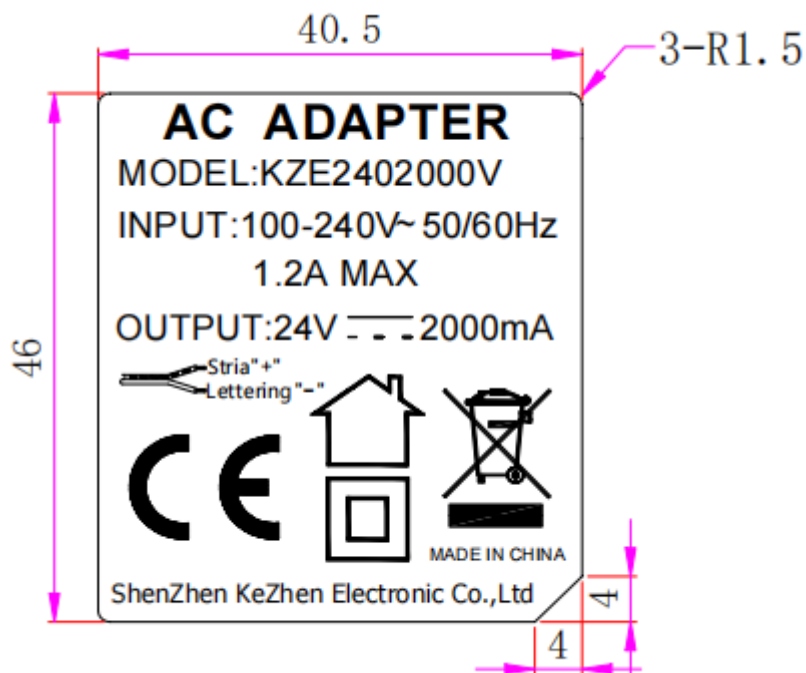 40.5
3-R1.5
AC ADAPTER
MODEL:KZE2402000V
INPUT:100-240V~ 50/60Hz
1.2A MAX
OUTPUT:24V 2000mA
46
Stria"+"
Lettering"-"
CE
MADE IN CHINA
ShenZhen KeZhen Electronic Co.,Ltd
4
4